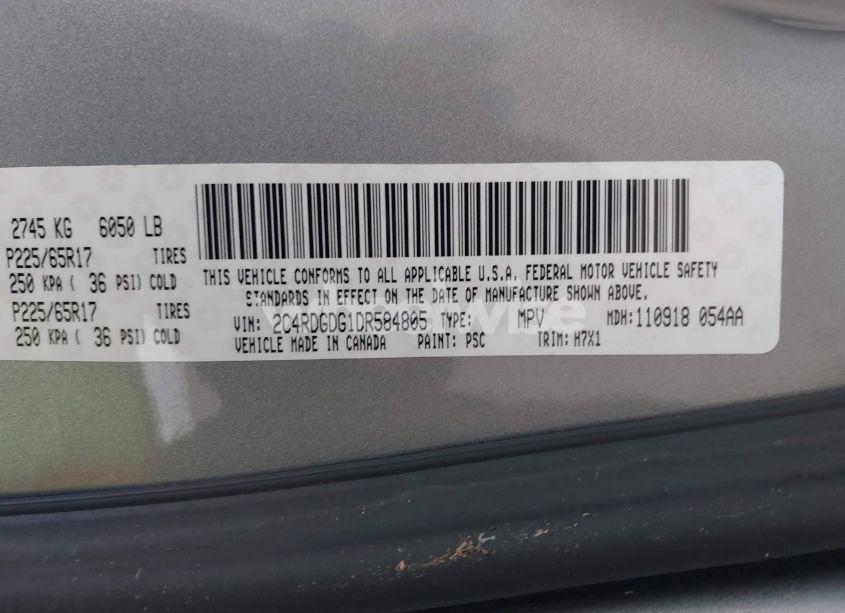 2745 KG 6050 LB
P225/65R17 TIRES
250 KPA ( 36 PSI) COLD
P225/65R17 TIRES
250 KPA ( 36 PSI) COLD
THIS VEHICLE CONFORMS TO ALL APPLICABLE U.S.A. FEDERAL MOTOR VEHICLE SAFETY
STANDARDS IN EFFECT ON THE DATE OF MANUFACTURE SHOWN ABOVE.
VIN: 2C4RDGDG1DR584805 TYPE: MPV MDH: 110918 054AA
VEHICLE MADE IN CANADA PAINT: PSC TRIM: H7X1